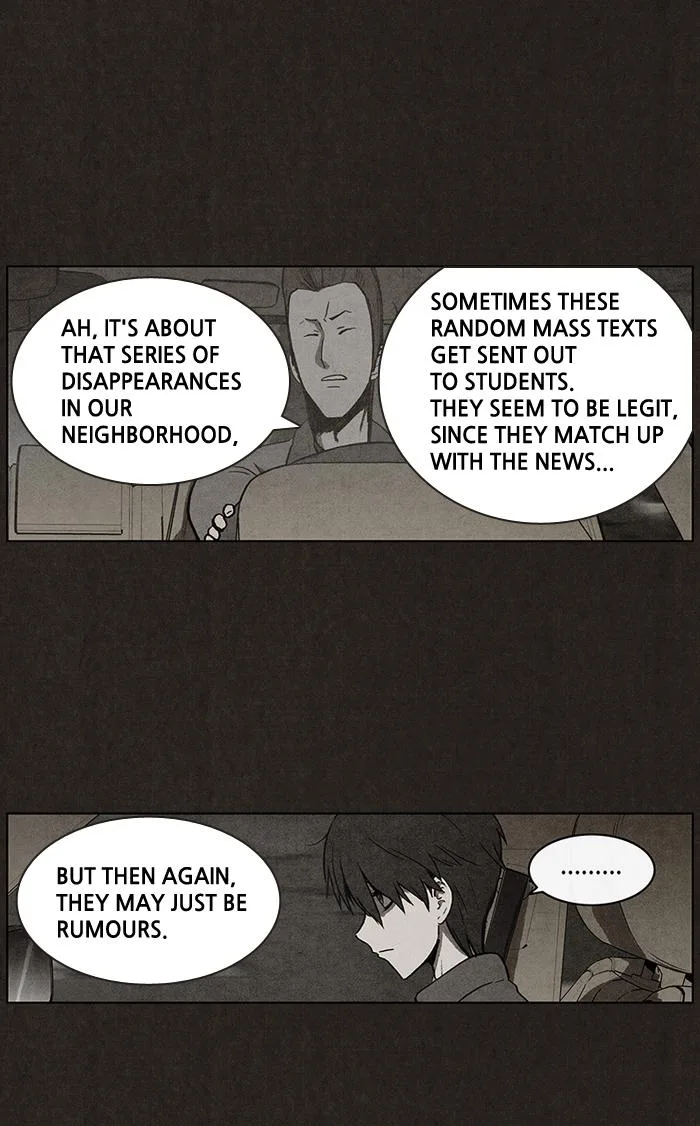 AH, IT'S ABOUT
THAT SERIES OF
DISAPPEARANCES
IN OUR
NEIGHBORHOOD,
SOMETIMES THESE
RANDOM MASS TEXTS
GET SENT OUT
TO STUDENTS.
THEY SEEM TO BE LEGIT,
SINCE THEY MATCH UP
WITH THE NEWS...
BUT THEN AGAIN,
THEY MAY JUST BE
RUMOURS.
.........